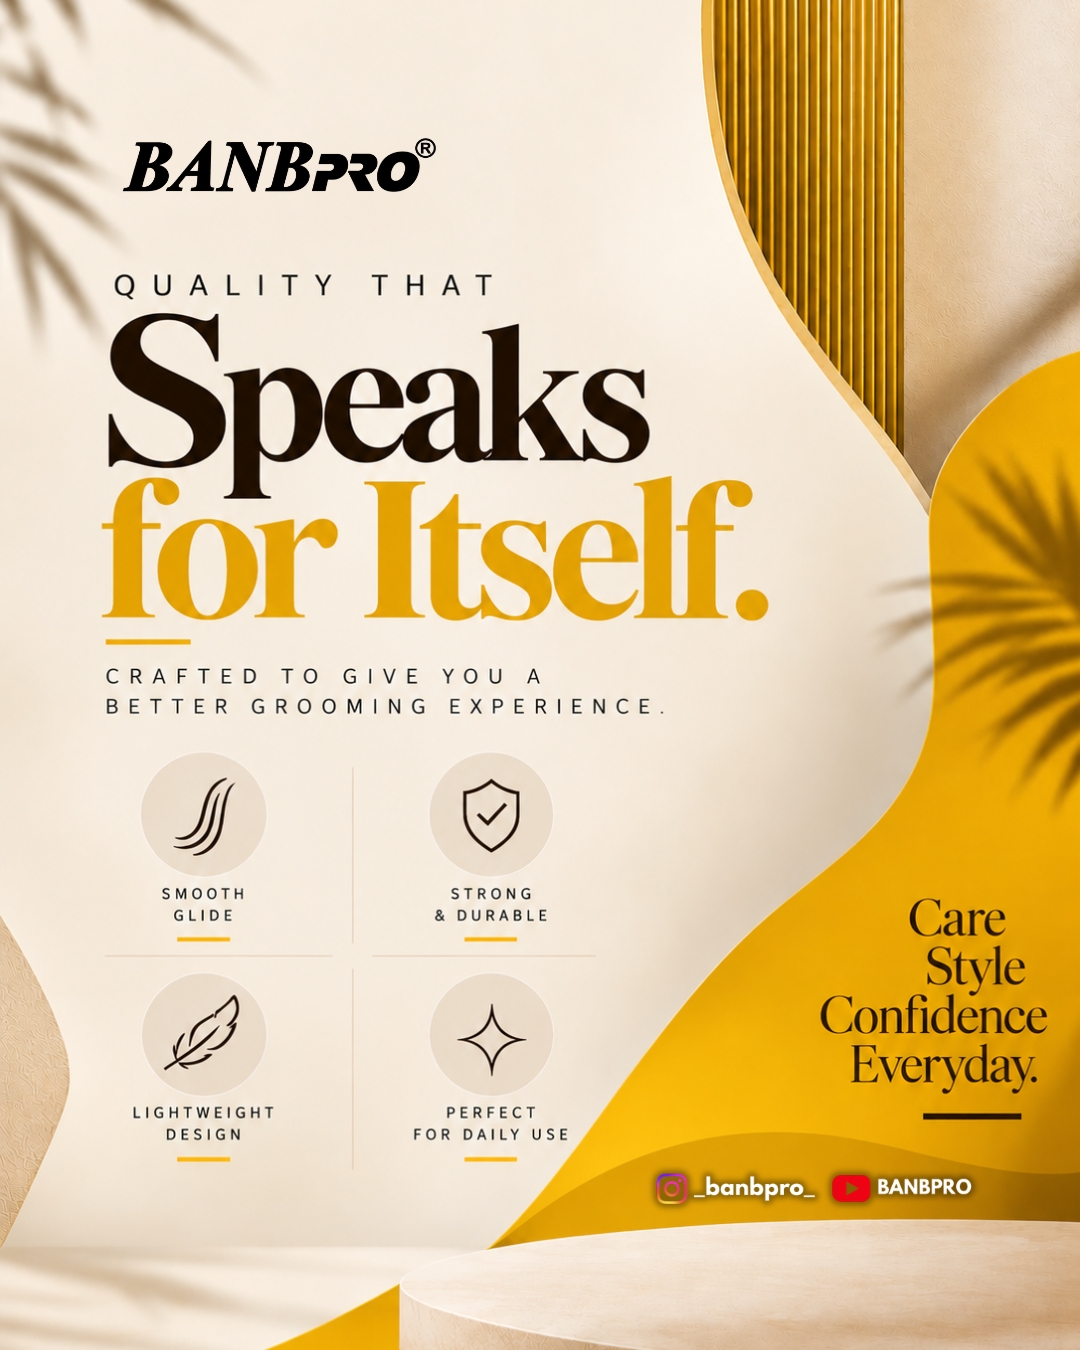 BANBPRO®
QUALITY THAT
Speaks
for Itself.
CRAFTED TO GIVE YOU A
BETTER GROOMING EXPERIENCE.
SMOOTH
GLIDE
STRONG
& DURABLE
LIGHTWEIGHT
DESIGN
PERFECT
FOR DAILY USE
Care
Style
Confidence
Everyday.
_banbpro_ BANBPRO